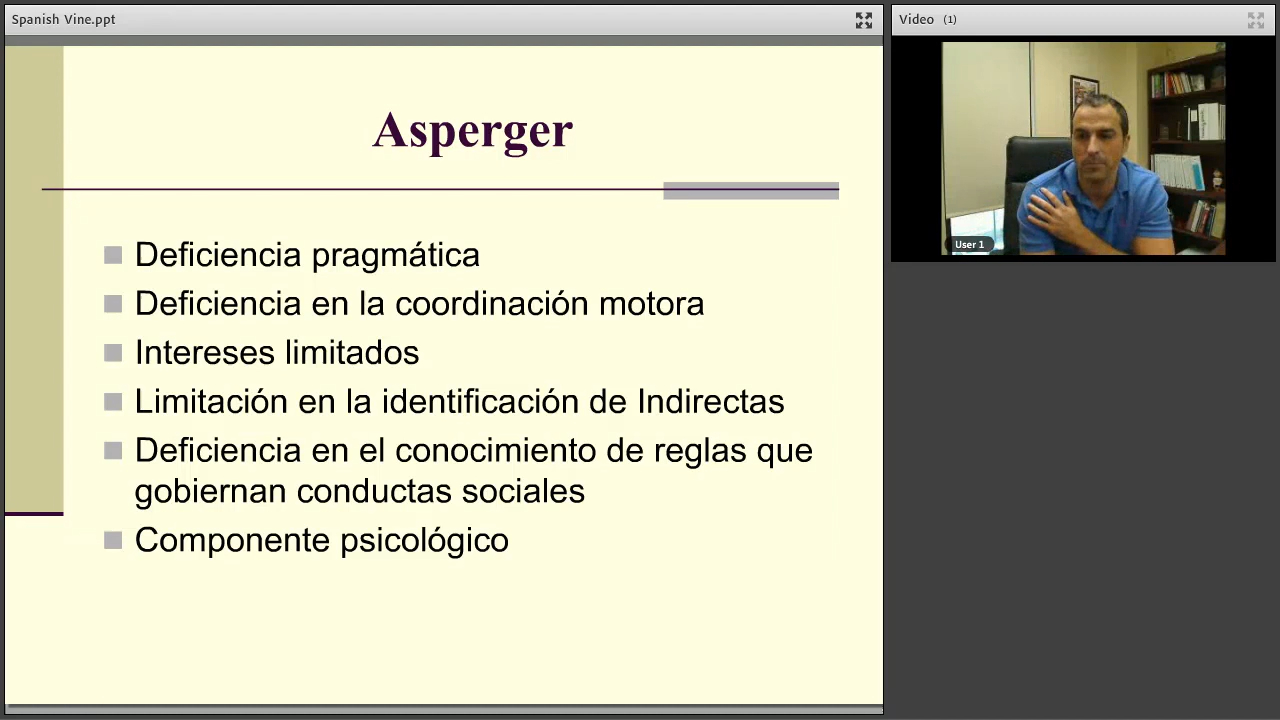 Spanish Vine.ppt
Video (1)
Asperger
Deficiencia pragmática
Deficiencia en la coordinación motora
Intereses limitados
Limitación en la identificación de Indirectas
Deficiencia en el conocimiento de reglas que
gobiernan conductas sociales
Componente psicológico
User 1